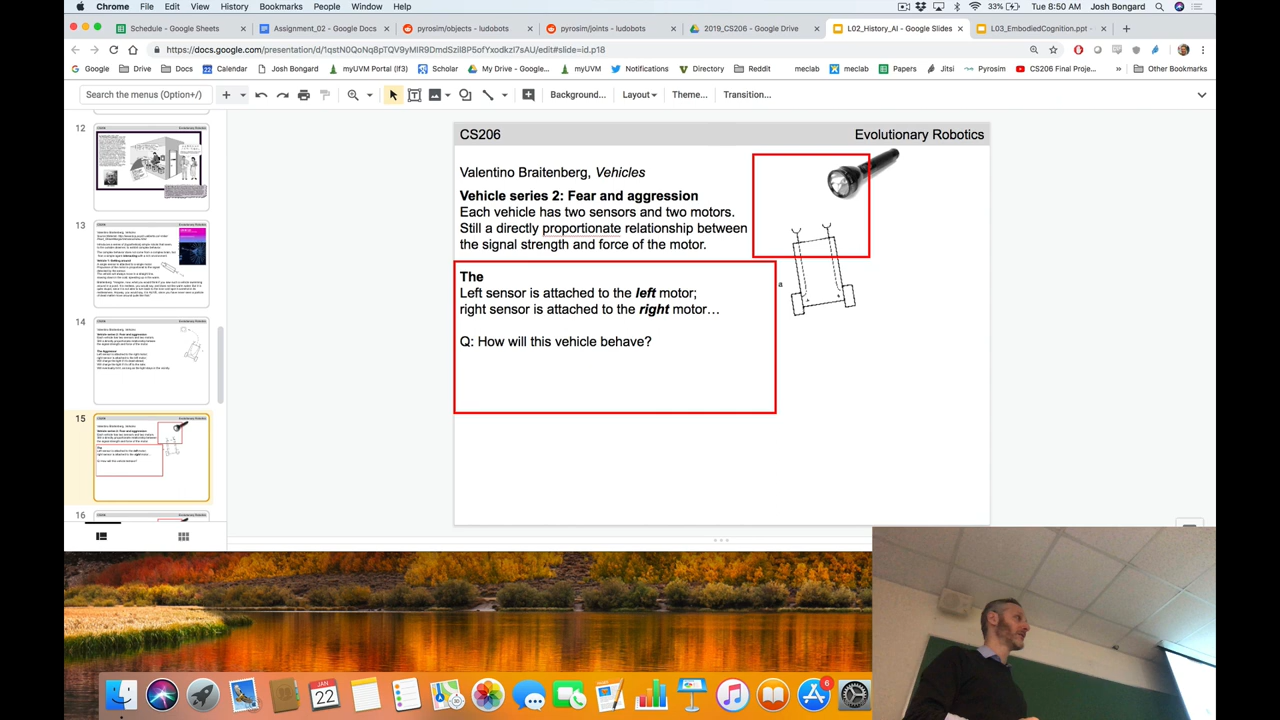 Chrome File Edit View History Bookmarks People Window Help 33% Tue 8:50 AM Josh Bongard
Schedule - Google Sheets Assignment_02 - Google Docs pyrosim/objects - ludobots pyrosim/joints - ludobots 2019_CS206 - Google Drive L02_History_AI - Google Slides L03_EmbodiedCognition.ppt -
https://docs.google.com/presentation/d/1qstN0QoNq8pTQV9yMIR9DmdSzil8P5ofYxodKri7sAU/edit#slide=id.p18
Google Drive Docs Calendar Josh Bongard myUVM Portal (lf3) Scholar My Drive - Google... myUVM Notifications Directory Reddit meclab meclab Papers Jitsi Pyrosim CS206 Final Proje... » Other Bookmarks
Search the menus (Option+/) Background... Layout Theme... Transition...
12
13
14
15
16
CS206 Evolutionary Robotics
Valentino Braitenberg, Vehicles
Vehicle series 2: Fear and aggression
Each vehicle has two sensors and two motors.
Still a directly proportionate relationship between
the signal strength and force of the motor.
The
Left sensor is attached to the left motor;
right sensor is attached to the right motor…
Q: How will this vehicle behave?
a
JAN
22
6